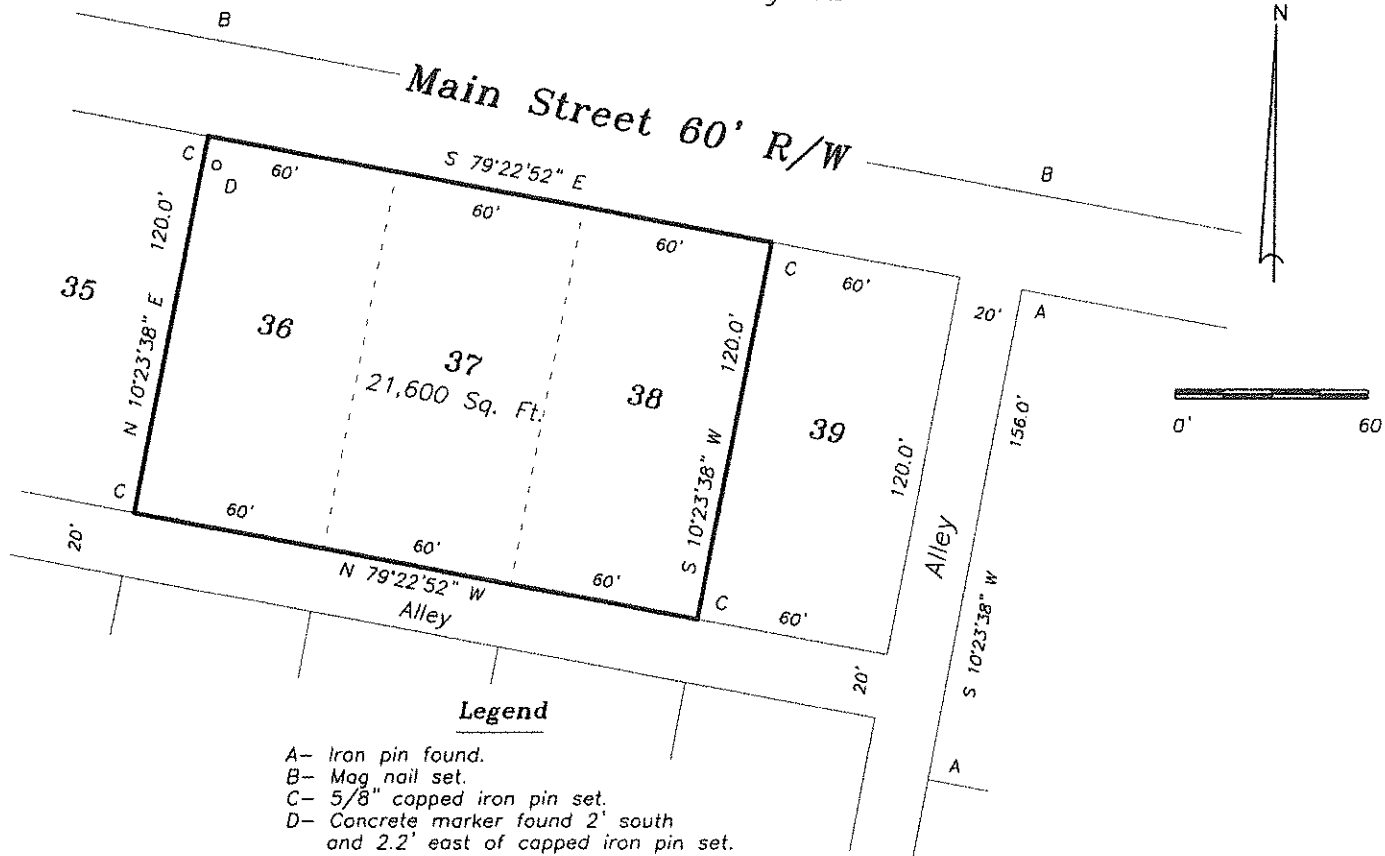 N
B
Main Street 60' R/W
B
C
D
60'
S 79°22'52" E
60'
60'
C
60'
20'
A
120.0'
N 10°23'38" E
35
36
37
21,600 Sq. Ft.
38
120.0'
S 10°23'38" W
39
120.0'
Alley
156.0'
S 10°23'38" W
0'
60
C
60'
60'
60'
C
60'
20'
N 79°22'52" W
Alley
20'
A
Legend
A- Iron pin found.
B- Mag nail set.
C- 5/8" capped iron pin set.
D- Concrete marker found 2' south
and 2.2' east of capped iron pin set.